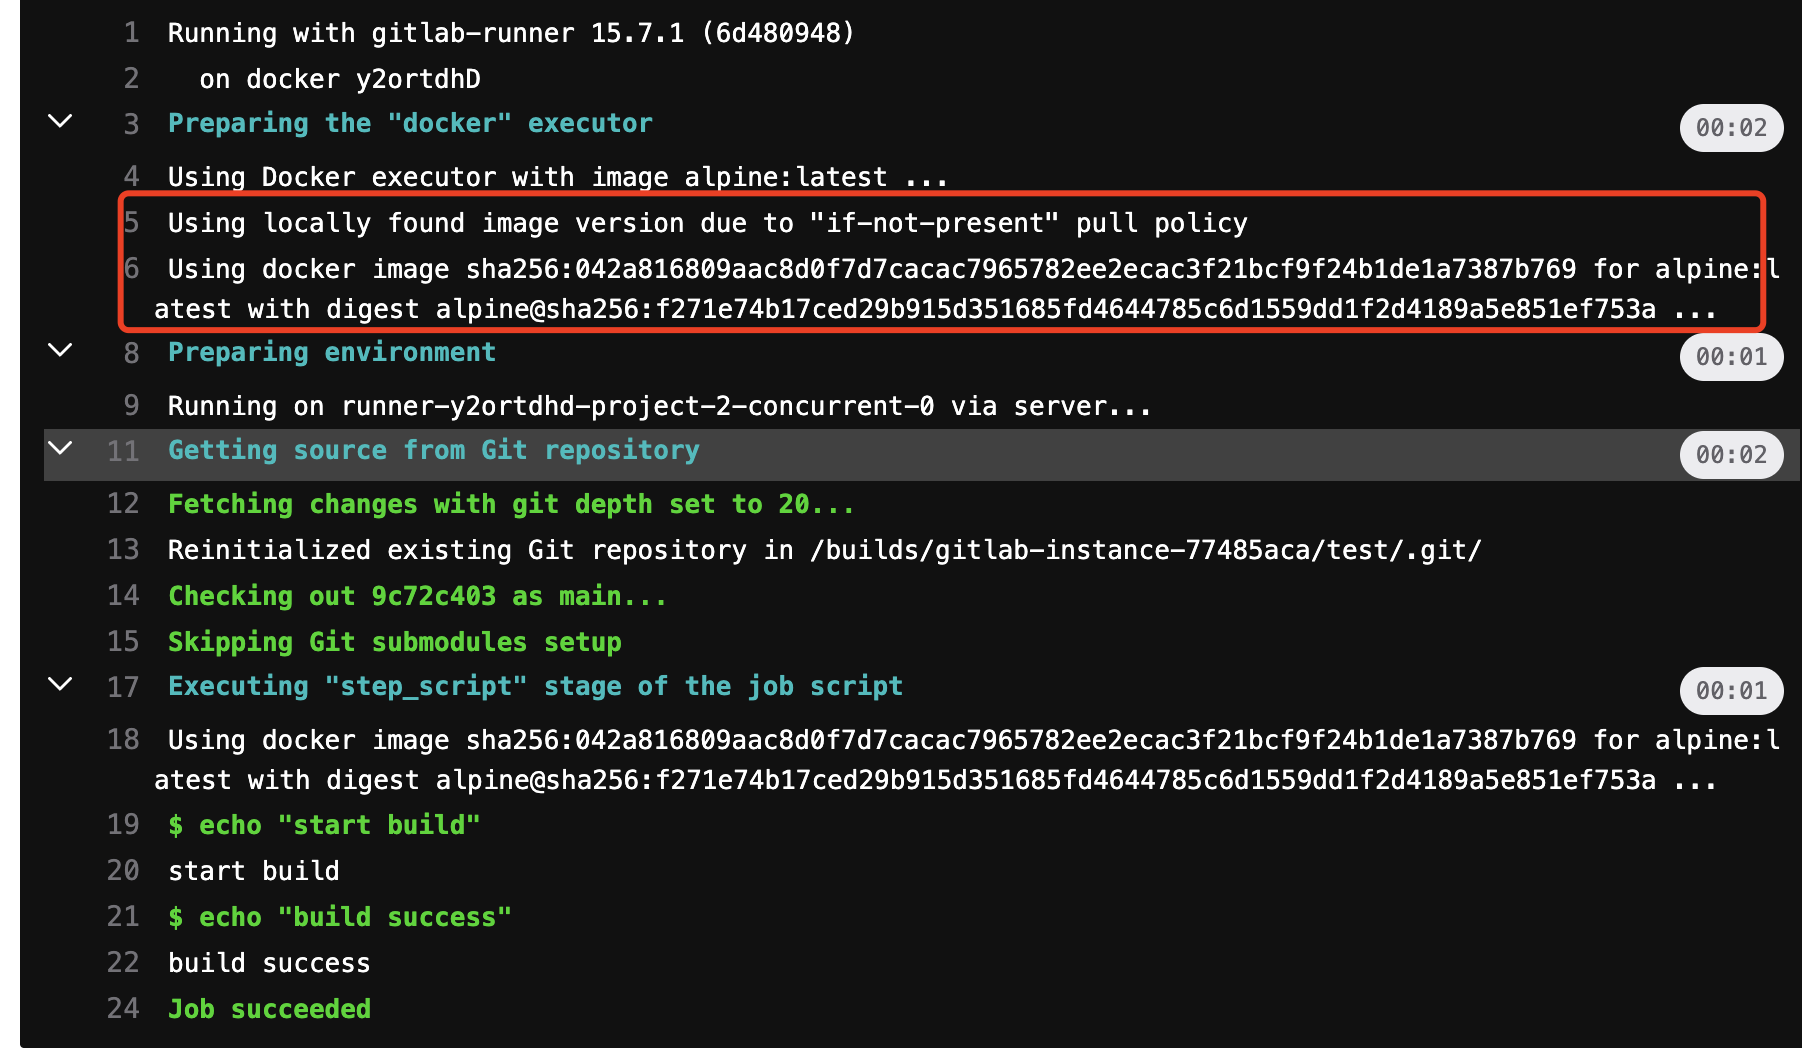 1 Running with gitlab-runner 15.7.1 (6d480948)
2 on docker y2ortdhD
3 Preparing the "docker" executor 00:02
4 Using Docker executor with image alpine:latest ...
5 Using locally found image version due to "if-not-present" pull policy
6 Using docker image sha256:042a816809aac8d0f7d7cacac7965782ee2ecac3f21bcf9f24b1de1a7387b769 for alpine:l
atest with digest alpine@sha256:f271e74b17ced29b915d351685fd4644785c6d1559dd1f2d4189a5e851ef753a ...
8 Preparing environment 00:01
9 Running on runner-y2ortdhd-project-2-concurrent-0 via server...
11 Getting source from Git repository 00:02
12 Fetching changes with git depth set to 20...
13 Reinitialized existing Git repository in /builds/gitlab-instance-77485aca/test/.git/
14 Checking out 9c72c403 as main...
15 Skipping Git submodules setup
17 Executing "step_script" stage of the job script 00:01
18 Using docker image sha256:042a816809aac8d0f7d7cacac7965782ee2ecac3f21bcf9f24b1de1a7387b769 for alpine:l
atest with digest alpine@sha256:f271e74b17ced29b915d351685fd4644785c6d1559dd1f2d4189a5e851ef753a ...
19 $ echo "start build"
20 start build
21 $ echo "build success"
22 build success
24 Job succeeded